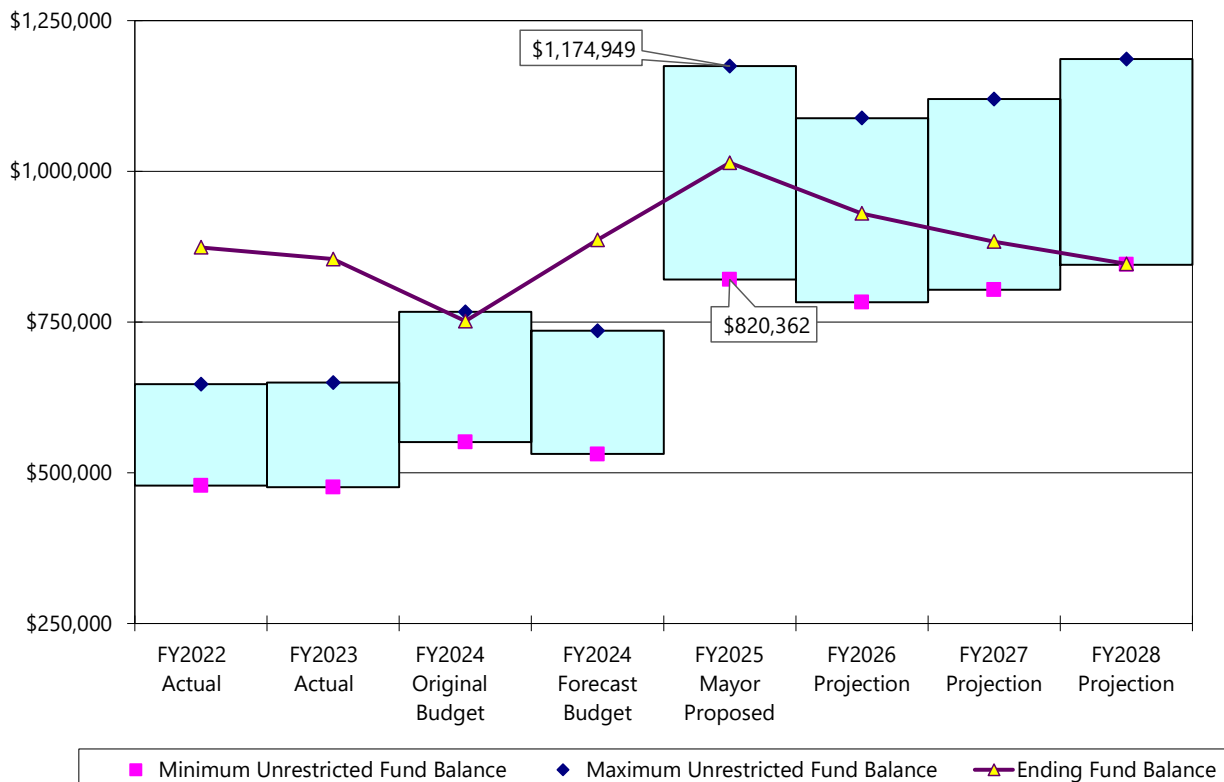 $1,250,000
$1,174,949
$1,000,000
$750,000
$820,362
$500,000
$250,000
FY2022
Actual
FY2023
Actual
FY2024
Original
Budget
FY2024
Forecast
Budget
FY2025
Mayor
Proposed
FY2026
Projection
FY2027
Projection
FY2028
Projection
Minimum Unrestricted Fund Balance
Maximum Unrestricted Fund Balance
Ending Fund Balance